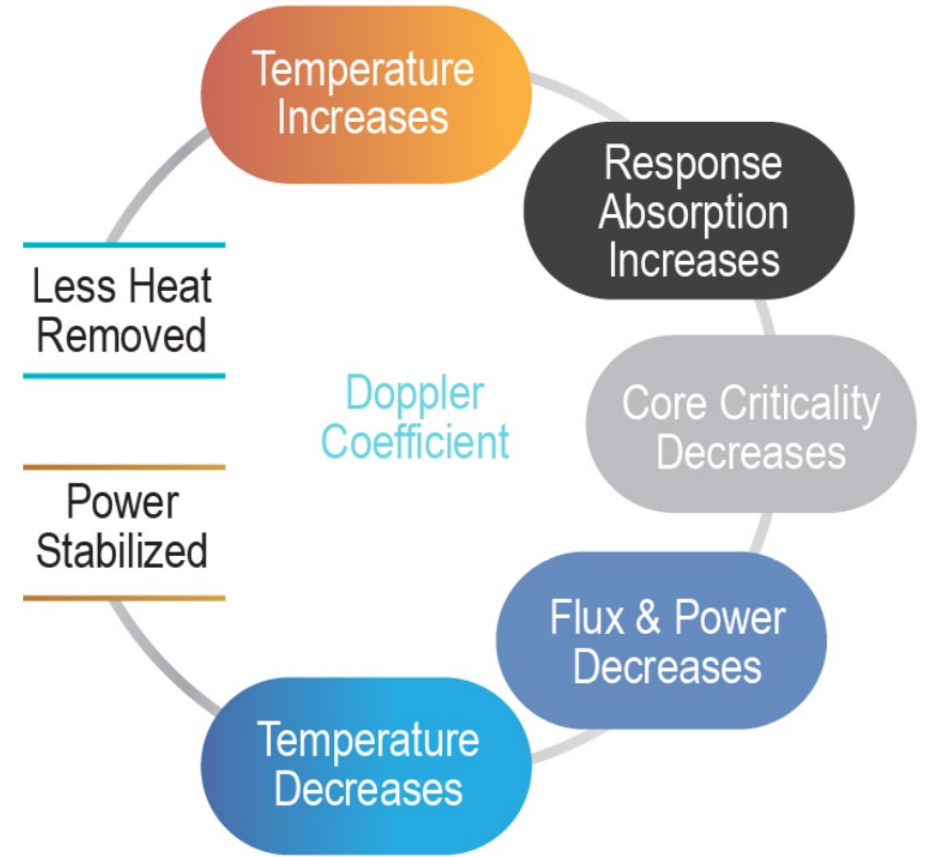 Temperature
Increases
Response
Absorption
Increases
Less Heat
Removed
Doppler
Coefficient
Core Criticality
Decreases
Power
Stabilized
Flux & Power
Decreases
Temperature
Decreases